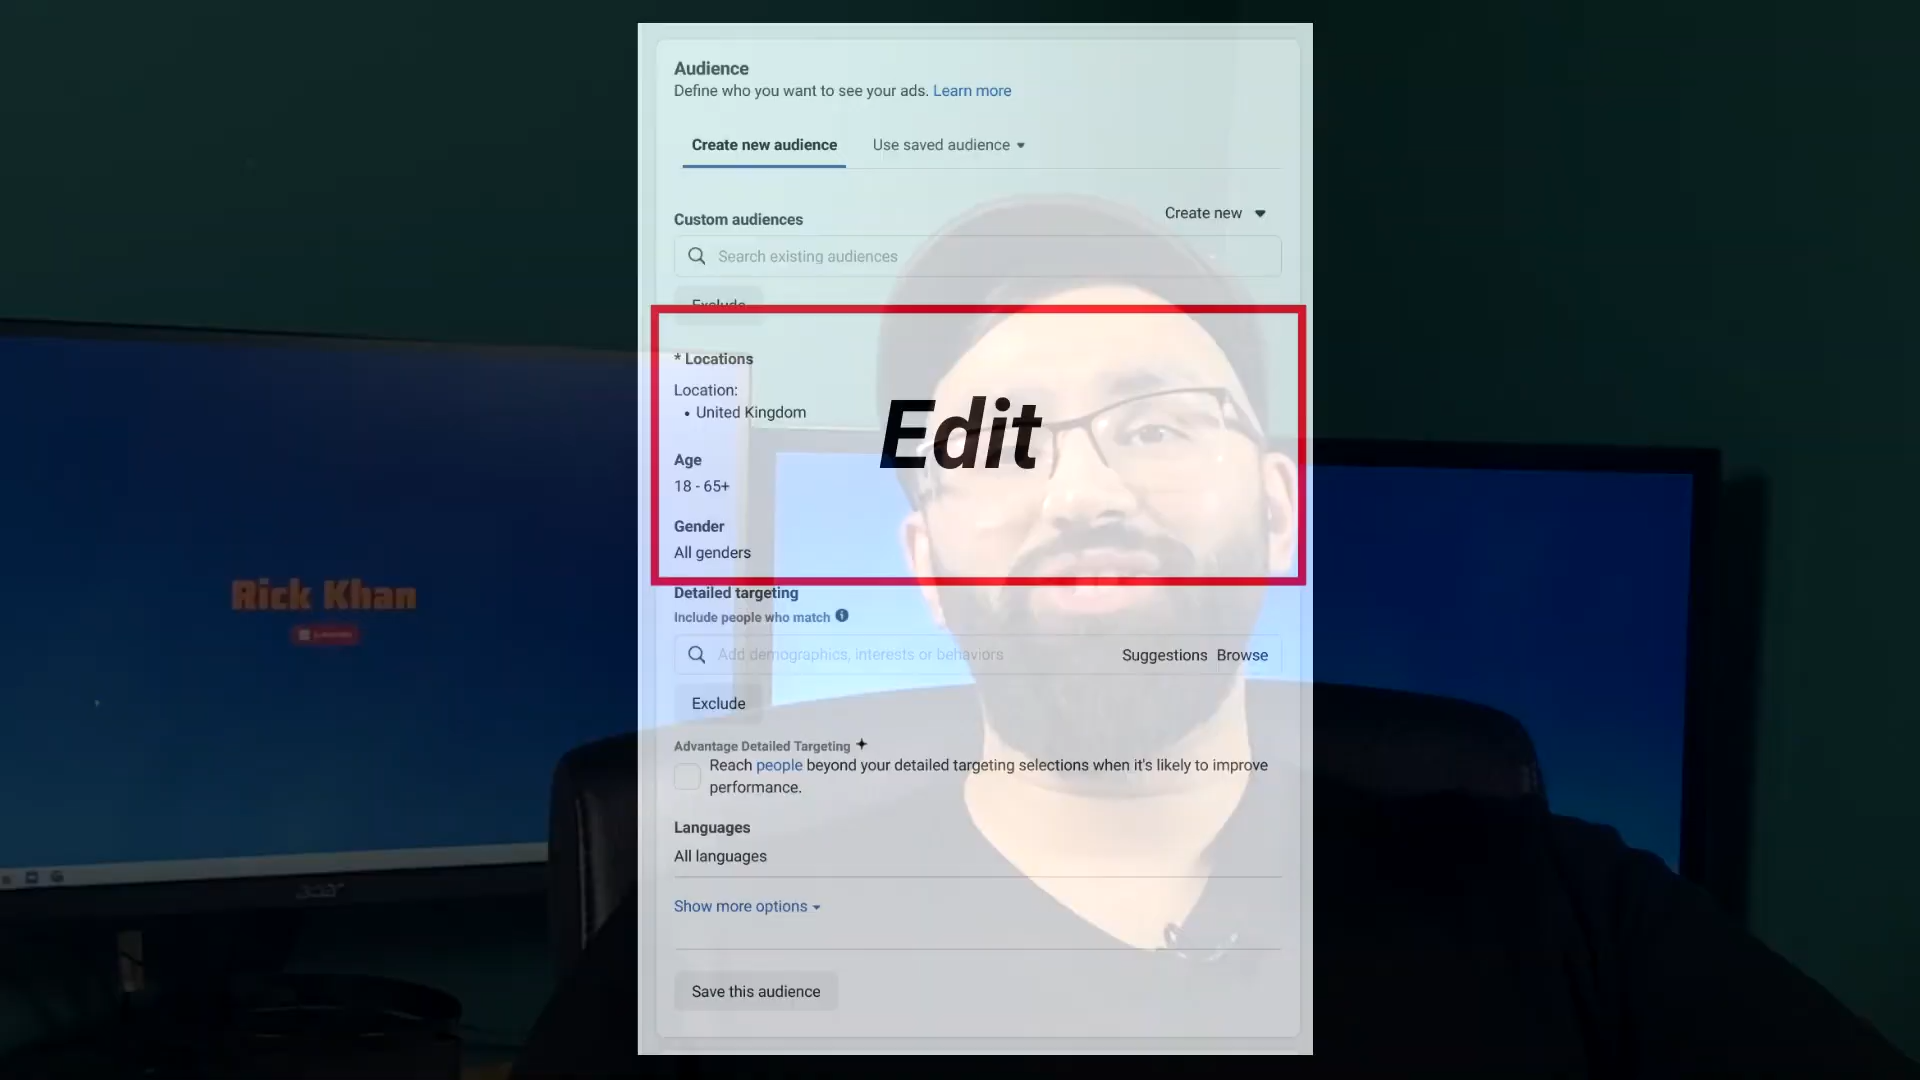 Audience
Define who you want to see your ads. Learn more
Create new audience
Use saved audience
Custom audiences
Create new
Search existing audiences
Exclude
* Locations
Location:
• United Kingdom
Edit
Age
18 - 65+
Gender
All genders
Rick Khan
Detailed targeting
Include people who match
Add demographics, interests or behaviors
Suggestions Browse
Exclude
Advantage Detailed Targeting
Reach people beyond your detailed targeting selections when it's likely to improve
performance.
Languages
All languages
acer
Show more options
Save this audience